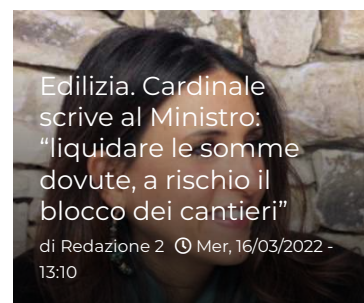 Edilizia. Cardinale
scrive al Ministro:
“liquidare le somme
dovute, a rischio il
blocco dei cantieri”
di Redazione 2 Mer, 16/03/2022 -
13:10